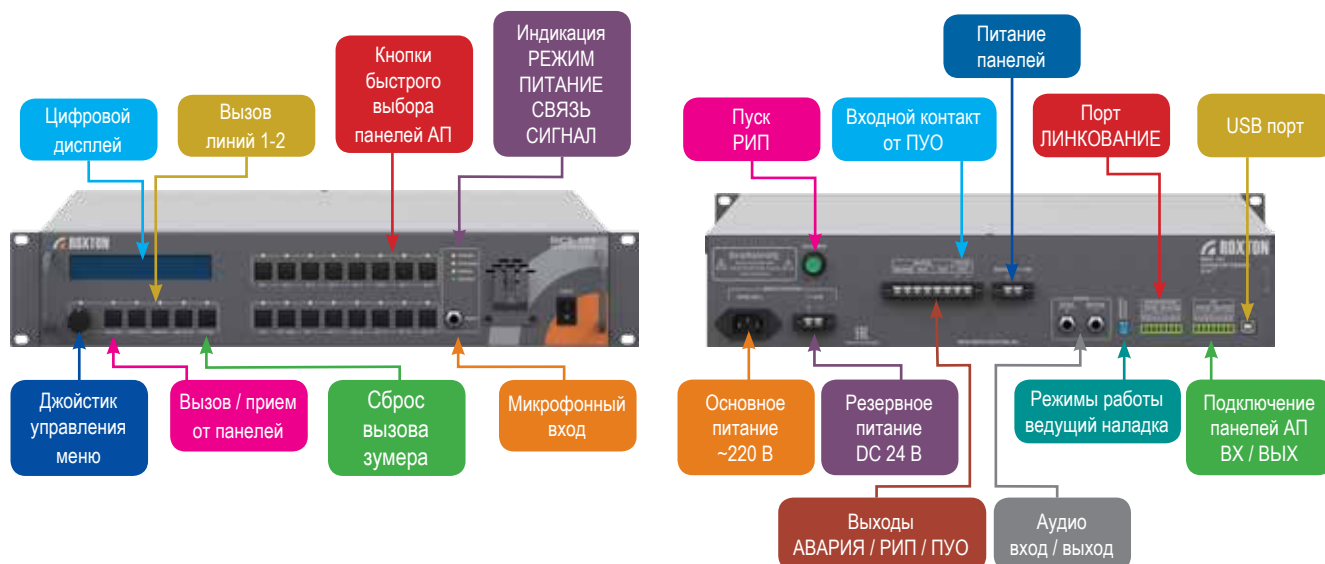 Цифровой
дисплей
Вызов
линий 1-2
Кнопки
быстрого
выбора
панелей АП
Индикация
РЕЖИМ
ПИТАНИЕ
СВЯЗЬ
СИГНАЛ
ROXTON
Джойстик
управления
меню
Вызов / прием
от панелей
Сброс
вызова
зумера
Микрофонный
вход
Пуск
РИП
Входной контакт
от ПУО
Питание
панелей
Порт
ЛИНКОВАНИЕ
USB порт
ROXTON
Основное
питание
~220 В
Резервное
питание
DC 24 В
Выходы
АВАРИЯ / РИП / ПУО
Аудио
вход / выход
Режимы работы
ведущий наладка
Подключение
панелей АП
ВХ / ВЫХ